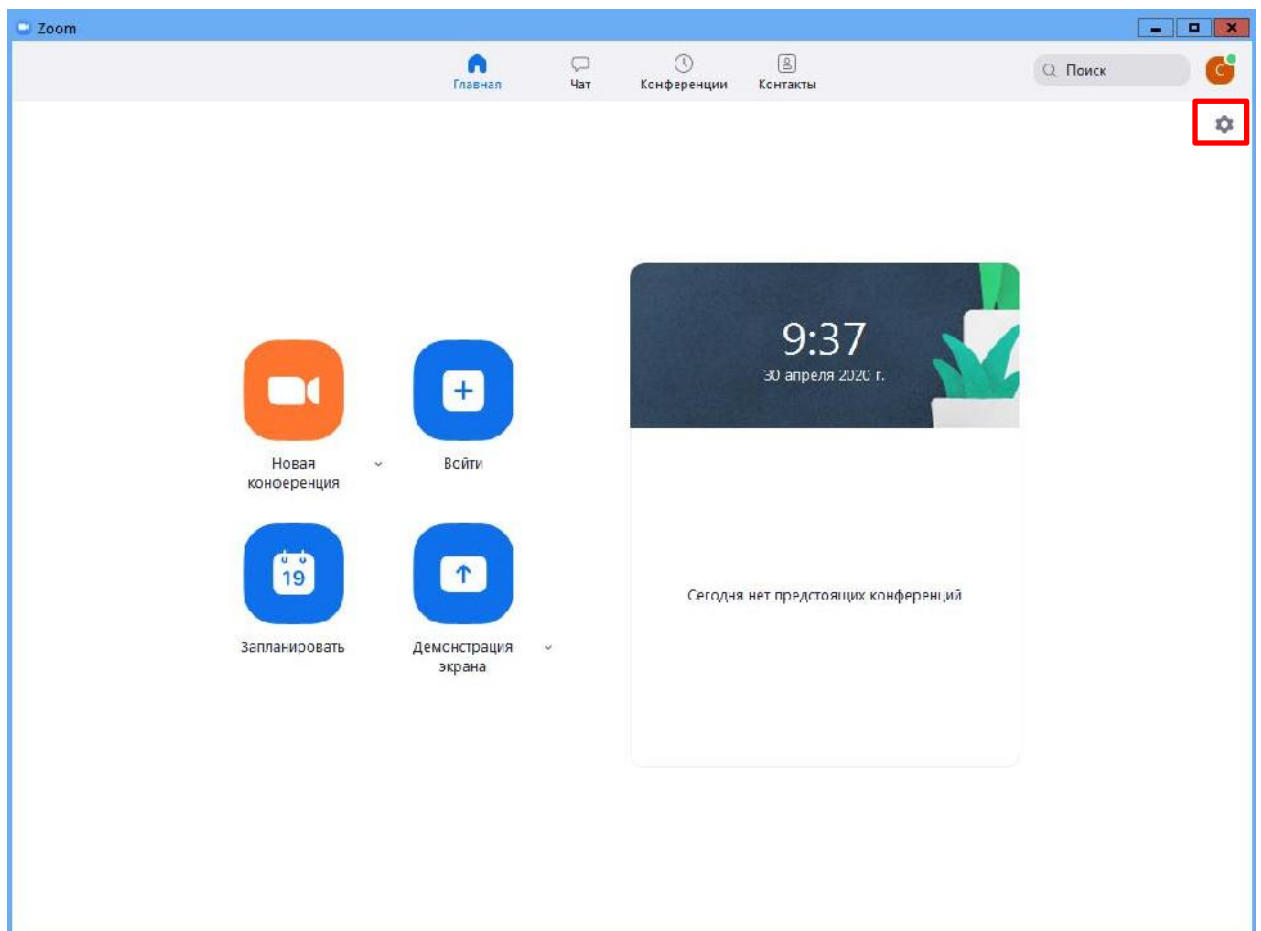 Zoom
Главная
Чат
Конференции
Контакты
Поиск
C
9:37
30 апреля 2020 г.
Новая
конференция
Войти
19
Запланировать
Демонстрация
экрана
Сегодня нет предстоящих конференций